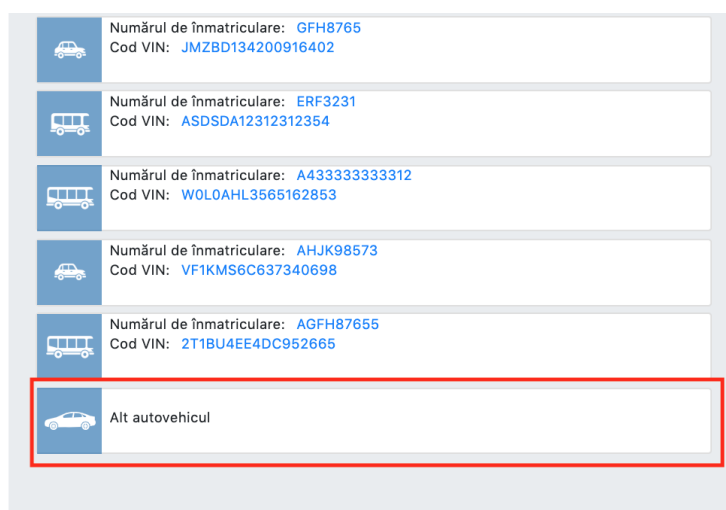 Numărul de înmatriculare: GFH8765
Cod VIN: JMZBD134200916402
Numărul de înmatriculare: ERF3231
Cod VIN: ASDSDA12312312354
Numărul de înmatriculare: A433333333312
Cod VIN: W0L0AHL3565162853
Numărul de înmatriculare: AHJK98573
Cod VIN: VF1KMS6C637340698
Numărul de înmatriculare: AGFH87655
Cod VIN: 2T1BU4EE4DC952665
Alt autovehicul